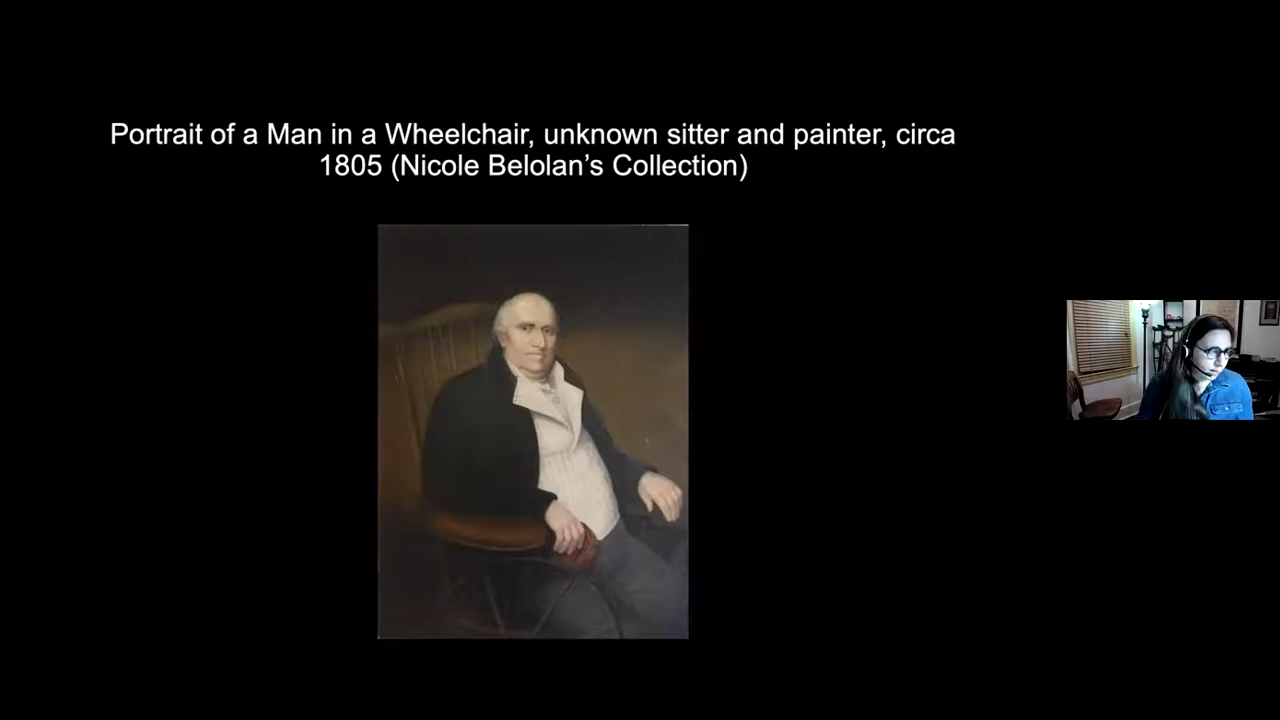 Portrait of a Man in a Wheelchair, unknown sitter and painter, circa
1805 (Nicole Belolan’s Collection)